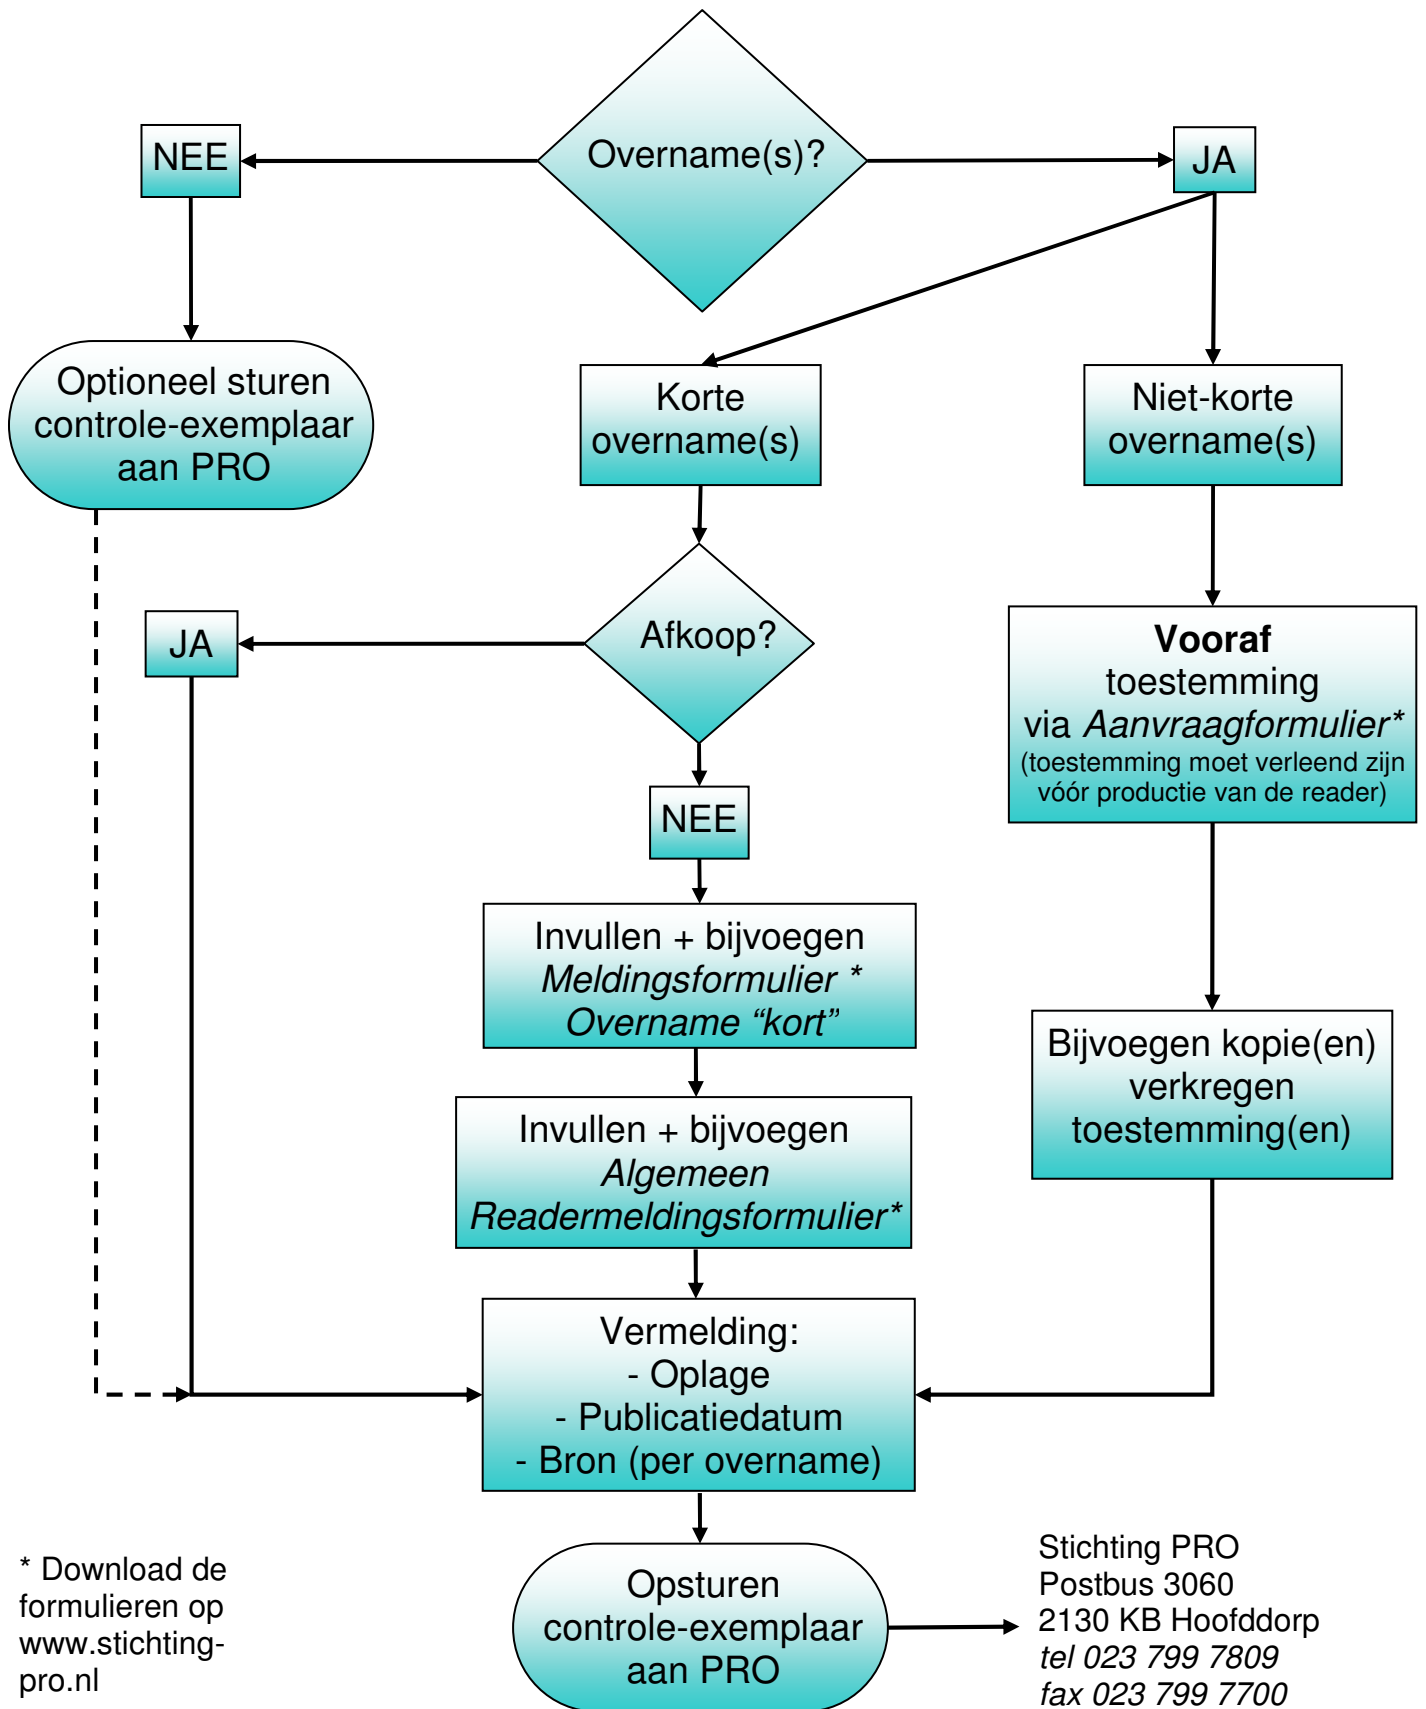 Overname(s)?
NEE
JA
Optioneel sturen
controle-exemplaar
aan PRO
Korte
overname(s)
Niet-korte
overname(s)
Afkoop?
JA
NEE
Vooraf
toestemming
via Aanvraagformulier*
(toestemming moet verleend zijn
vóór productie van de reader)
Invullen + bijvoegen
Meldingsformulier *
Overname “kort”
Bijvoegen kopie(en)
verkregen
toestemming(en)
Invullen + bijvoegen
Algemeen
Readermeldingsformulier*
Vermelding:
- Oplage
- Publicatiedatum
- Bron (per overname)
Opsturen
controle-exemplaar
aan PRO
Stichting PRO
Postbus 3060
2130 KB Hoofddorp
tel 023 799 7809
fax 023 799 7700
* Download de
formulieren op
www.stichting-
pro.nl